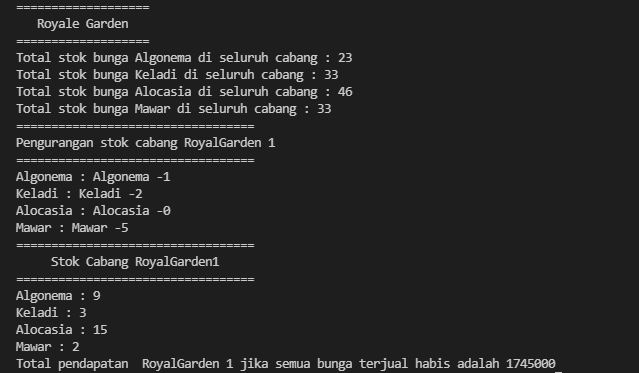 ===================
Royale Garden
===================
Total stok bunga Algonema di seluruh cabang : 23
Total stok bunga Keladi di seluruh cabang : 33
Total stok bunga Alocasia di seluruh cabang : 46
Total stok bunga Mawar di seluruh cabang : 33
==================================
Pengurangan stok cabang RoyalGarden 1
==================================
Algonema : Algonema -1
Keladi : Keladi -2
Alocasia : Alocasia -0
Mawar : Mawar -5
==================================
Stok Cabang RoyalGarden1
==================================
Algonema : 9
Keladi : 3
Alocasia : 15
Mawar : 2
Total pendapatan  RoyalGarden 1 jika semua bunga terjual habis adalah 1745000